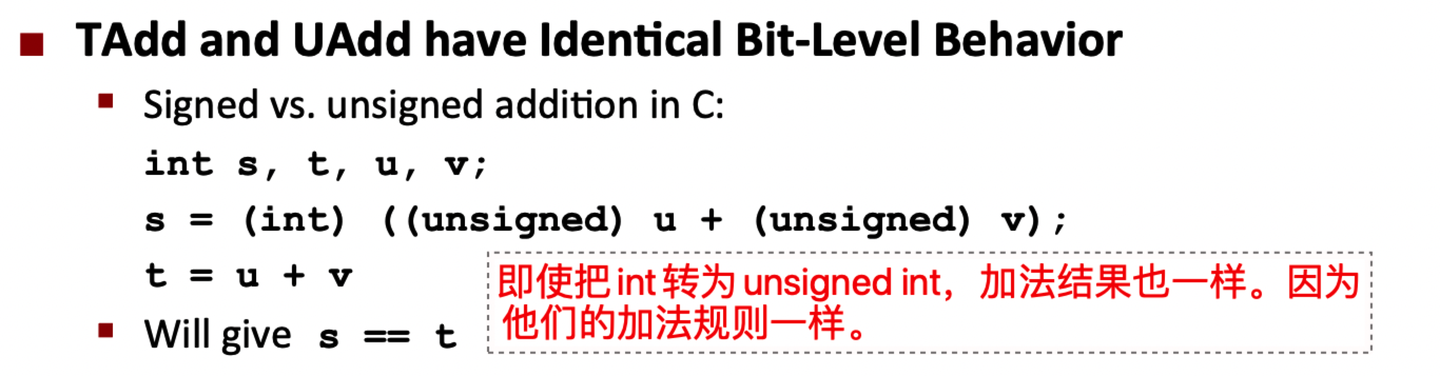 TAdd and UAdd have Identical Bit-Level Behavior
Signed vs. unsigned addition in C:
int s, t, u, v;
s = (int) ((unsigned) u + (unsigned) v);
t = u + v
即使把 int 转为 unsigned int，加法结果也一样。因为
他们的加法规则一样。
Will give s == t